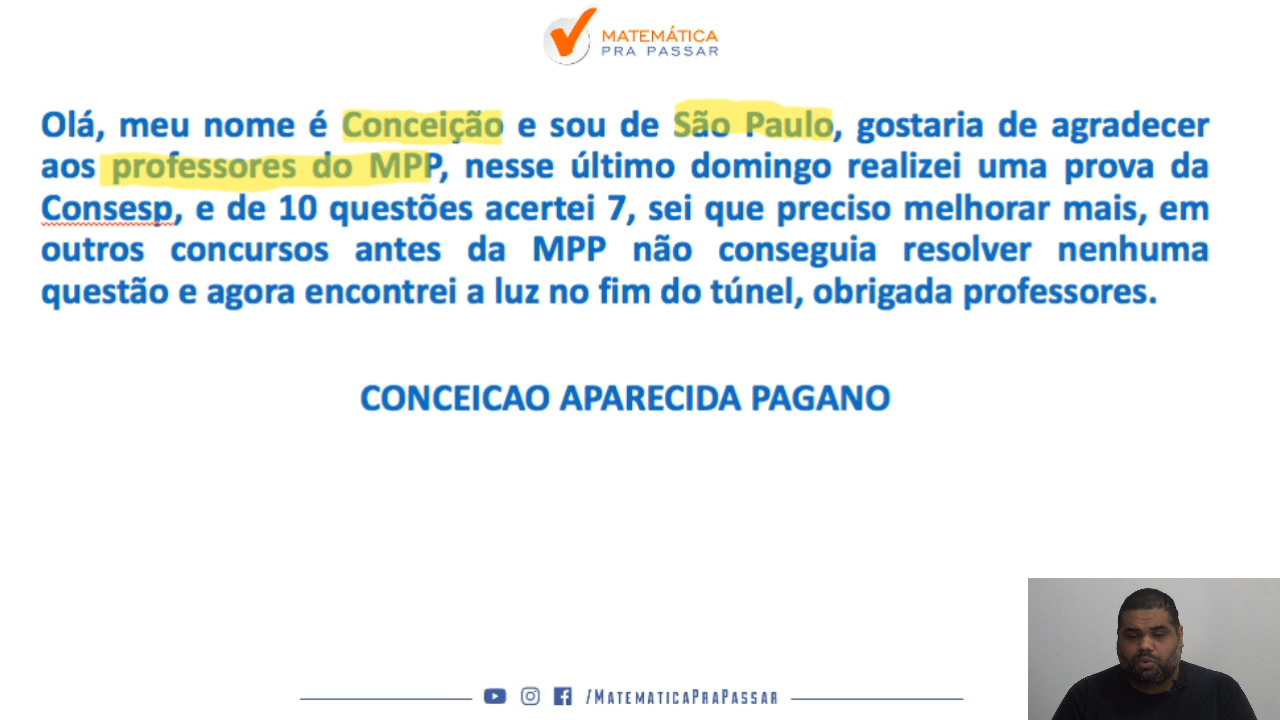 MATEMÁTICA
PRA PASSAR
Olá, meu nome é Conceição e sou de São Paulo, gostaria de agradecer
aos professores do MPP, nesse último domingo realizei uma prova da
Consesp, e de 10 questões acertei 7, sei que preciso melhorar mais, em
outros concursos antes da MPP não conseguia resolver nenhuma
questão e agora encontrei a luz no fim do túnel, obrigada professores.
CONCEICAO APARECIDA PAGANO
/MATEMATICAPRAPASSAR